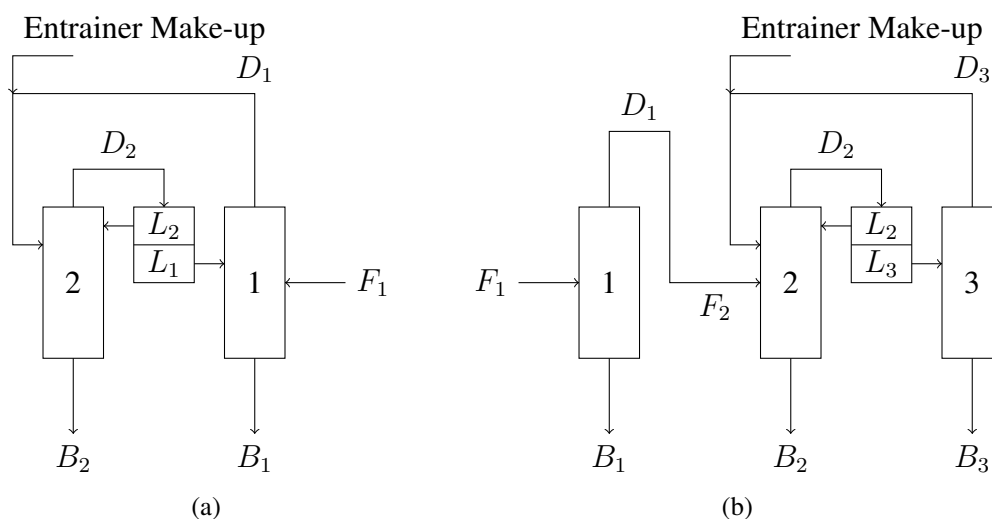 Entrainer Make-up
D₁
D₂
L₂
L₁
2
1
F₁
B₂
B₁
(a)
Entrainer Make-up
D₃
D₁
D₂
L₂
L₃
1
2
3
F₁
F₂
B₁
B₂
B₃
(b)